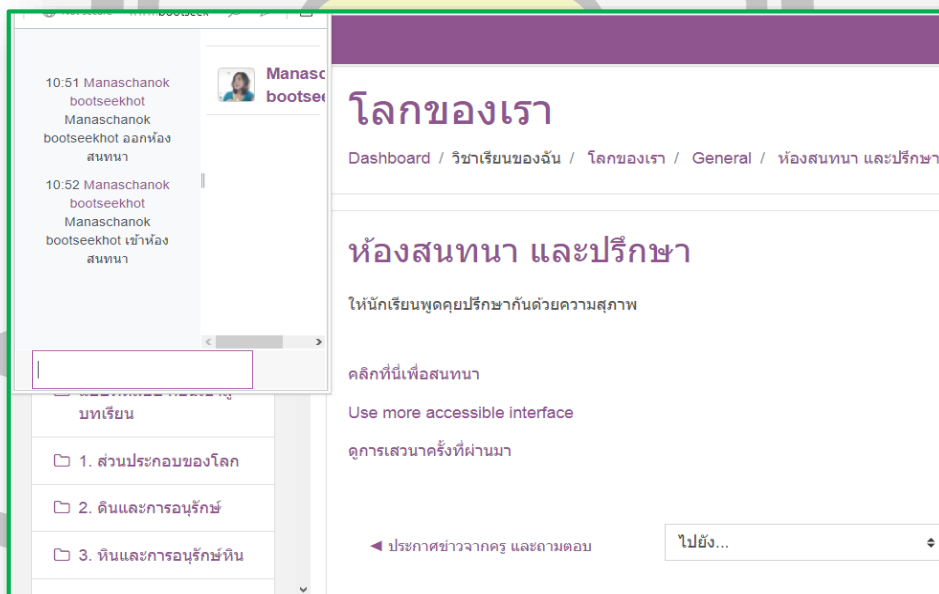 bootseek
10:51 Manaschanok
bootseekhot
Manaschanok
bootseekhot ออกห้อง
สนทนา
10:52 Manaschanok
bootseekhot
Manaschanok
bootseekhot เข้าห้อง
สนทนา
Manasc
bootsee
บทเรียน
1. ส่วนประกอบของโลก
2. ดินและการอนุรักษ์
3. หินและการอนุรักษ์หิน
โลกของเรา
Dashboard / วิชาเรียนของฉัน / โลกของเรา / General / ห้องสนทนา และปรึกษา
ห้องสนทนา และปรึกษา
ให้นักเรียนพูดคุยปรึกษากันด้วยความสุภาพ
คลิกที่นี่เพื่อสนทนา
Use more accessible interface
ดูการเสวนาครั้งที่ผ่านมา
◄ ประกาศข่าวจากครู และถามตอบ
ไปยัง...